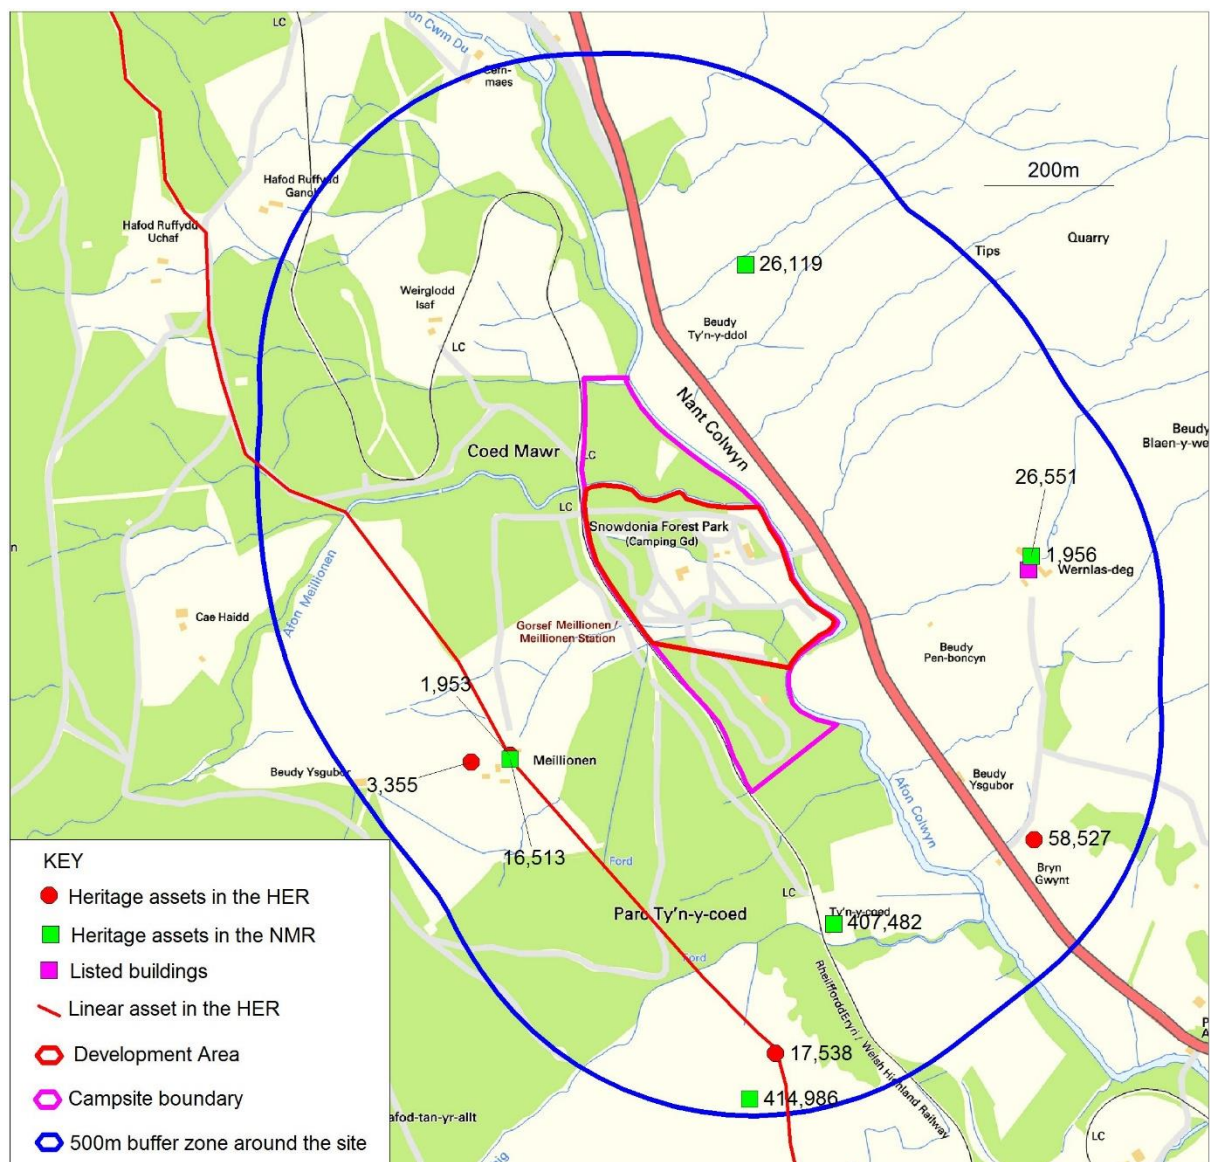 LC
Afon Cwm Du
Cefn-
maes
200m
Hafod Ruffydd
Ganol
Hafod Ruffydd
Uchaf
Quarry
Tips
26,119
Weirglodd
Isaf
Beudy
Ty'n-y-ddol
LC
Nant Colwyn
Beudy
Blaen-y-we
Coed Mawr
LC
26,551
LC
Snowdonia Forest Park
(Camping Gd)
n
1,956
Wernlas-deg
Afon Meillionen
Cae Haidd
Gorsef Meillionen /
Meillionen Station
Beudy
Pen-boncyn
1,953
Meillionen
Beudy Ysgubor
3,355
Beudy
Ysgubor
Afon Colwyn
58,527
Bryn
Gwynt
16,513
Ford
LC
Parc Ty'n-y-coed
Ty'n-y-coed
407,482
Ford
Rheilffordd Eryri / Welsh Highland Railway
17,538
414,986
afod-tan-yr-allt
ig
P
A
LC
KEY
Heritage assets in the HER
Heritage assets in the NMR
Listed buildings
Linear asset in the HER
Development Area
Campsite boundary
500m buffer zone around the site